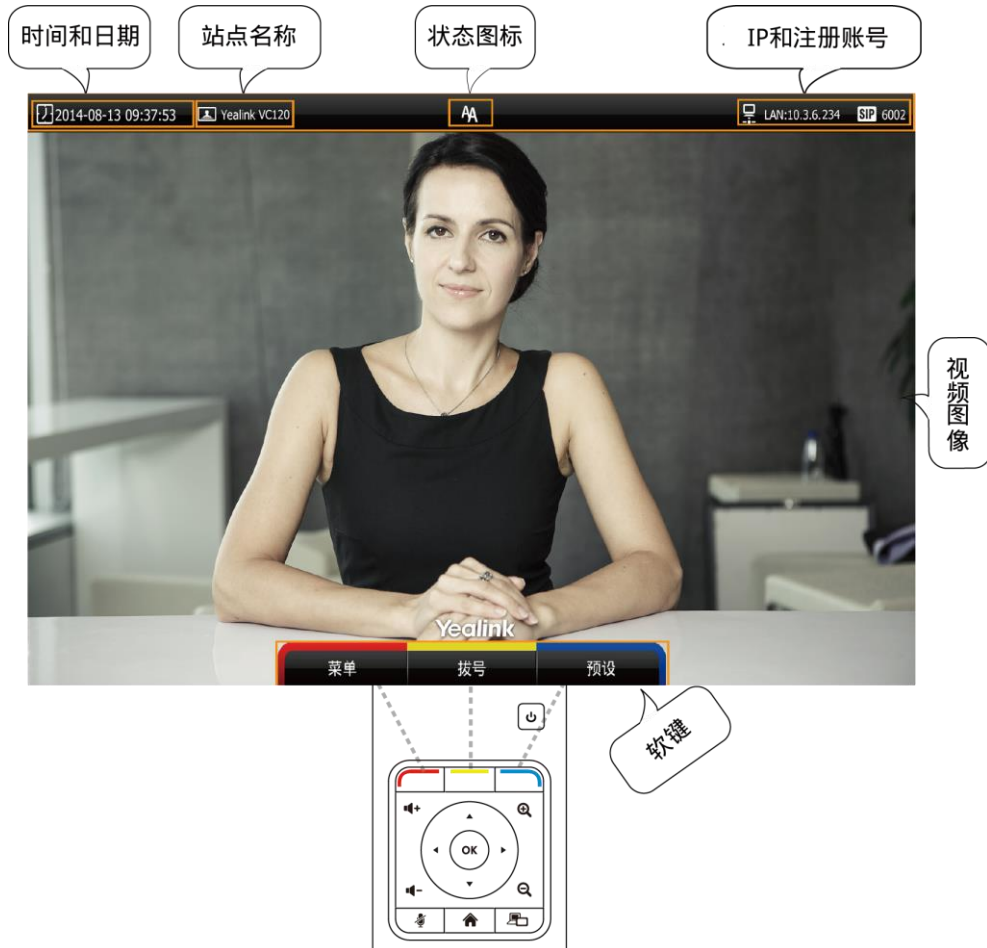 时间和日期
站点名称
状态图标
IP和注册账号
2014-08-13 09:37:53
Yealink VC120
AA
LAN:10.3.6.234
SIP 6002
视频图像
Yealink
菜单
拨号
预设
软键
OK